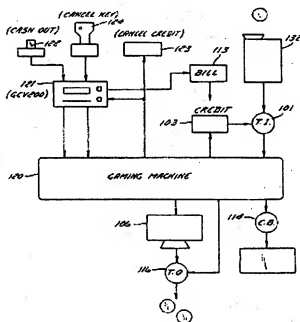 (CANCEL KEY)
124
(CASH OUT)
122
(CANCEL CREDIT)
123
113
BILL
132
121
(GCV200)
CREDIT
103
T.I.
101
120
GAMING MACHINE
106
114
C.B.
116
T.O